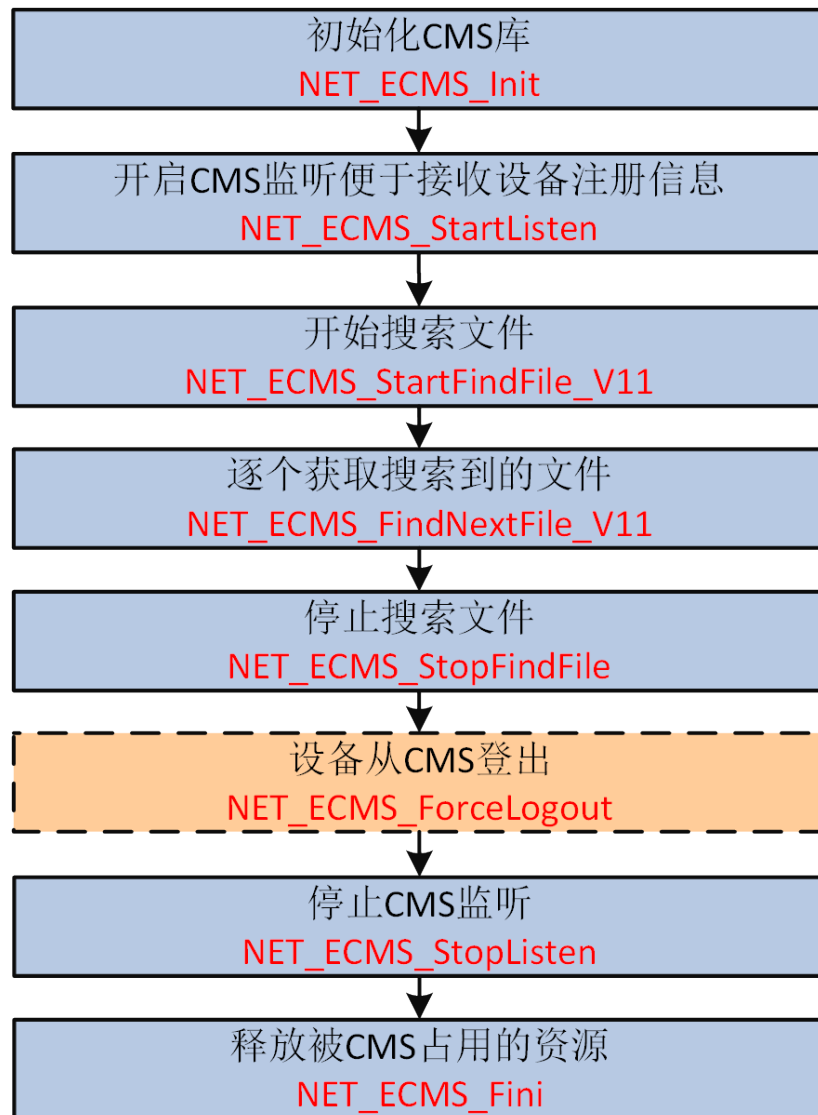 初始化CMS库
NET_ECMS_Init
开启CMS监听便于接收设备注册信息
NET_ECMS_StartListen
开始搜索文件
NET_ECMS_StartFindFile_V11
逐个获取搜索到的文件
NET_ECMS_FindNextFile_V11
停止搜索文件
NET_ECMS_StopFindFile
设备从CMS登出
NET_ECMS_ForceLogout
停止CMS监听
NET_ECMS_StopListen
释放被CMS占用的资源
NET_ECMS_Fini